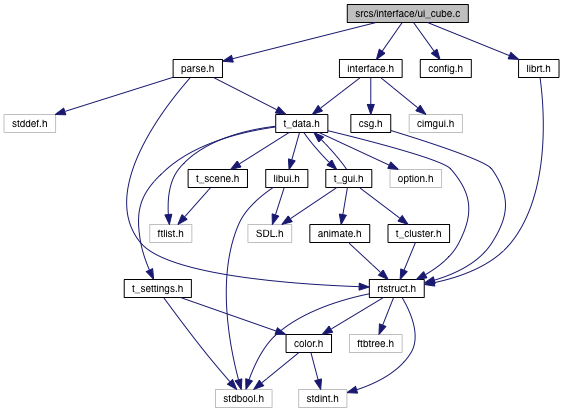 srcs/interface/ui_cube.c
parse.h
interface.h
config.h
librt.h
stddef.h
t_data.h
csg.h
cimgui.h
t_scene.h
libui.h
t_gui.h
option.h
ftlist.h
SDL.h
animate.h
t_cluster.h
t_settings.h
rtstruct.h
color.h
ftbtree.h
stdbool.h
stdint.h